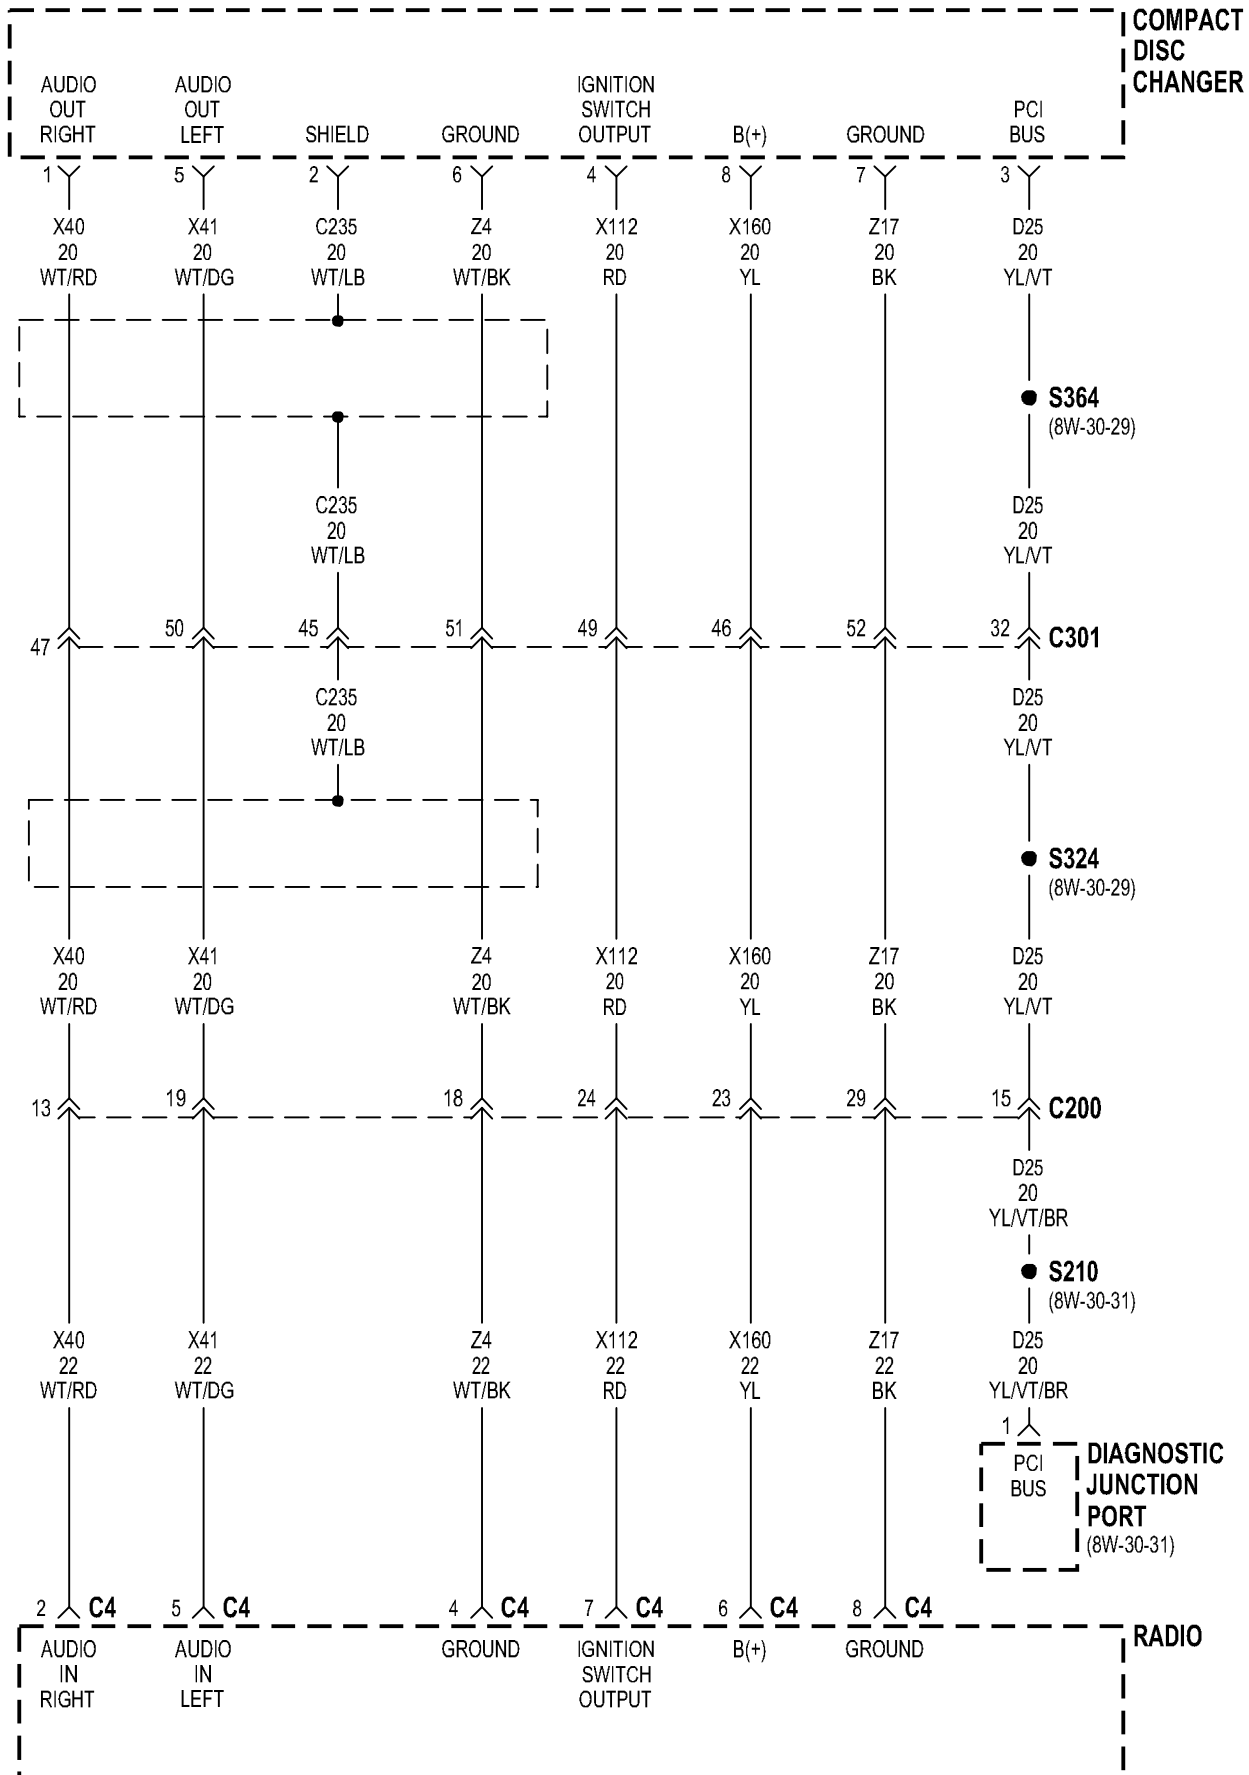 COMPACT
DISC
CHANGER
AUDIO
OUT
RIGHT
AUDIO
OUT
LEFT
SHIELD
GROUND
IGNITION
SWITCH
OUTPUT
B(+)
GROUND
PCI
BUS
1
5
2
6
4
8
7
3
X40
20
WT/RD
X41
20
WT/DG
C235
20
WT/LB
Z4
20
WT/BK
X112
20
RD
X160
20
YL
Z17
20
BK
D25
20
YL/VT
S364
(8W-30-29)
C235
20
WT/LB
D25
20
YL/VT
47
50
45
51
49
46
52
32
C301
C235
20
WT/LB
D25
20
YL/VT
S324
(8W-30-29)
X40
20
WT/RD
X41
20
WT/DG
Z4
20
WT/BK
X112
20
RD
X160
20
YL
Z17
20
BK
D25
20
YL/VT
13
19
18
24
23
29
15
C200
D25
20
YL/VT/BR
S210
(8W-30-31)
X40
22
WT/RD
X41
22
WT/DG
Z4
22
WT/BK
X112
22
RD
X160
22
YL
Z17
22
BK
D25
20
YL/VT/BR
1
PCI
BUS
DIAGNOSTIC
JUNCTION
PORT
(8W-30-31)
2 C4
5 C4
4 C4
7 C4
6 C4
8 C4
RADIO
AUDIO
IN
RIGHT
AUDIO
IN
LEFT
GROUND
IGNITION
SWITCH
OUTPUT
B(+)
GROUND